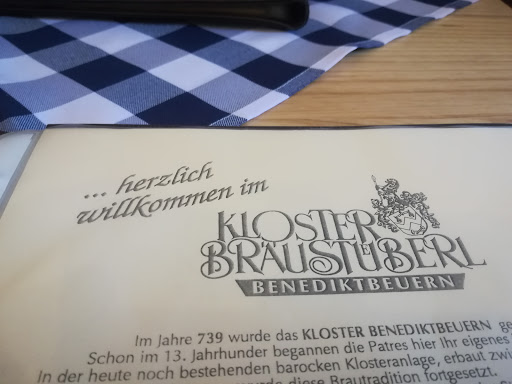 ... herzlich
willkommen im
KLOSTER
BRÄUSTÜBERL
BENEDIKTBEUERN
Im Jahre 739 wurde das KLOSTER BENEDIKTBEUERN
Schon im 13. Jahrhunder begannen die Patres hier Ihr eigenes
In der heute noch bestehenden barocken Klosteranlage, erbaut
wurde diese Brautradition fortgesetzt.